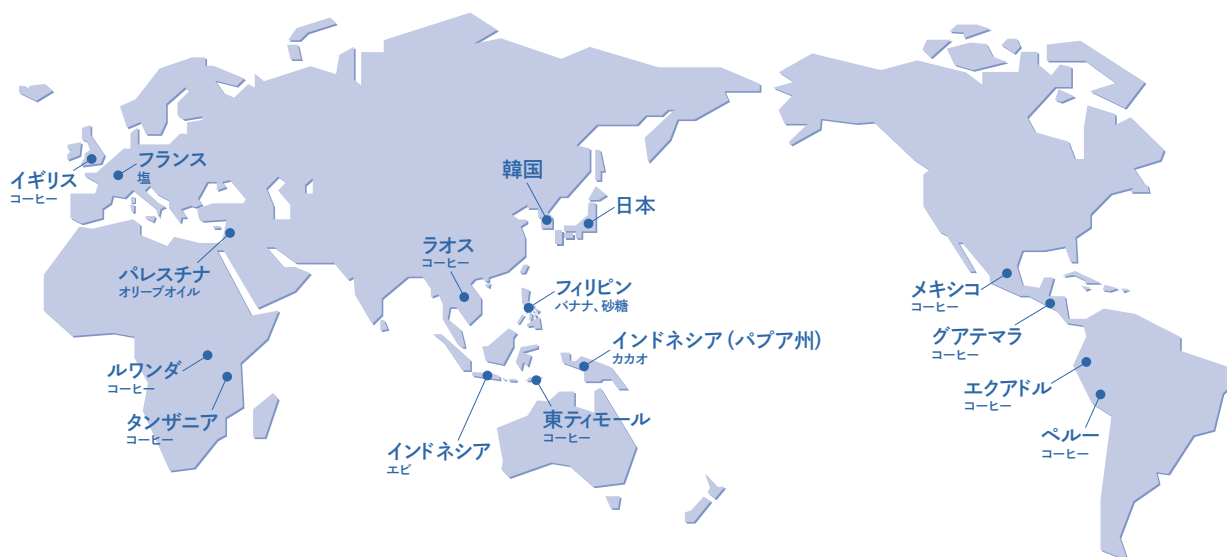 フランス
塩
イギリス
コーヒー
韓国
日本
パレスチナ
オリーブオイル
ラオス
コーヒー
フィリピン
バナナ、砂糖
メキシコ
コーヒー
グアテマラ
コーヒー
インドネシア(パプア州)
カカオ
ルワンダ
コーヒー
エクアドル
コーヒー
タンザニア
コーヒー
東ティモール
コーヒー
ペルー
コーヒー
インドネシア
エビ